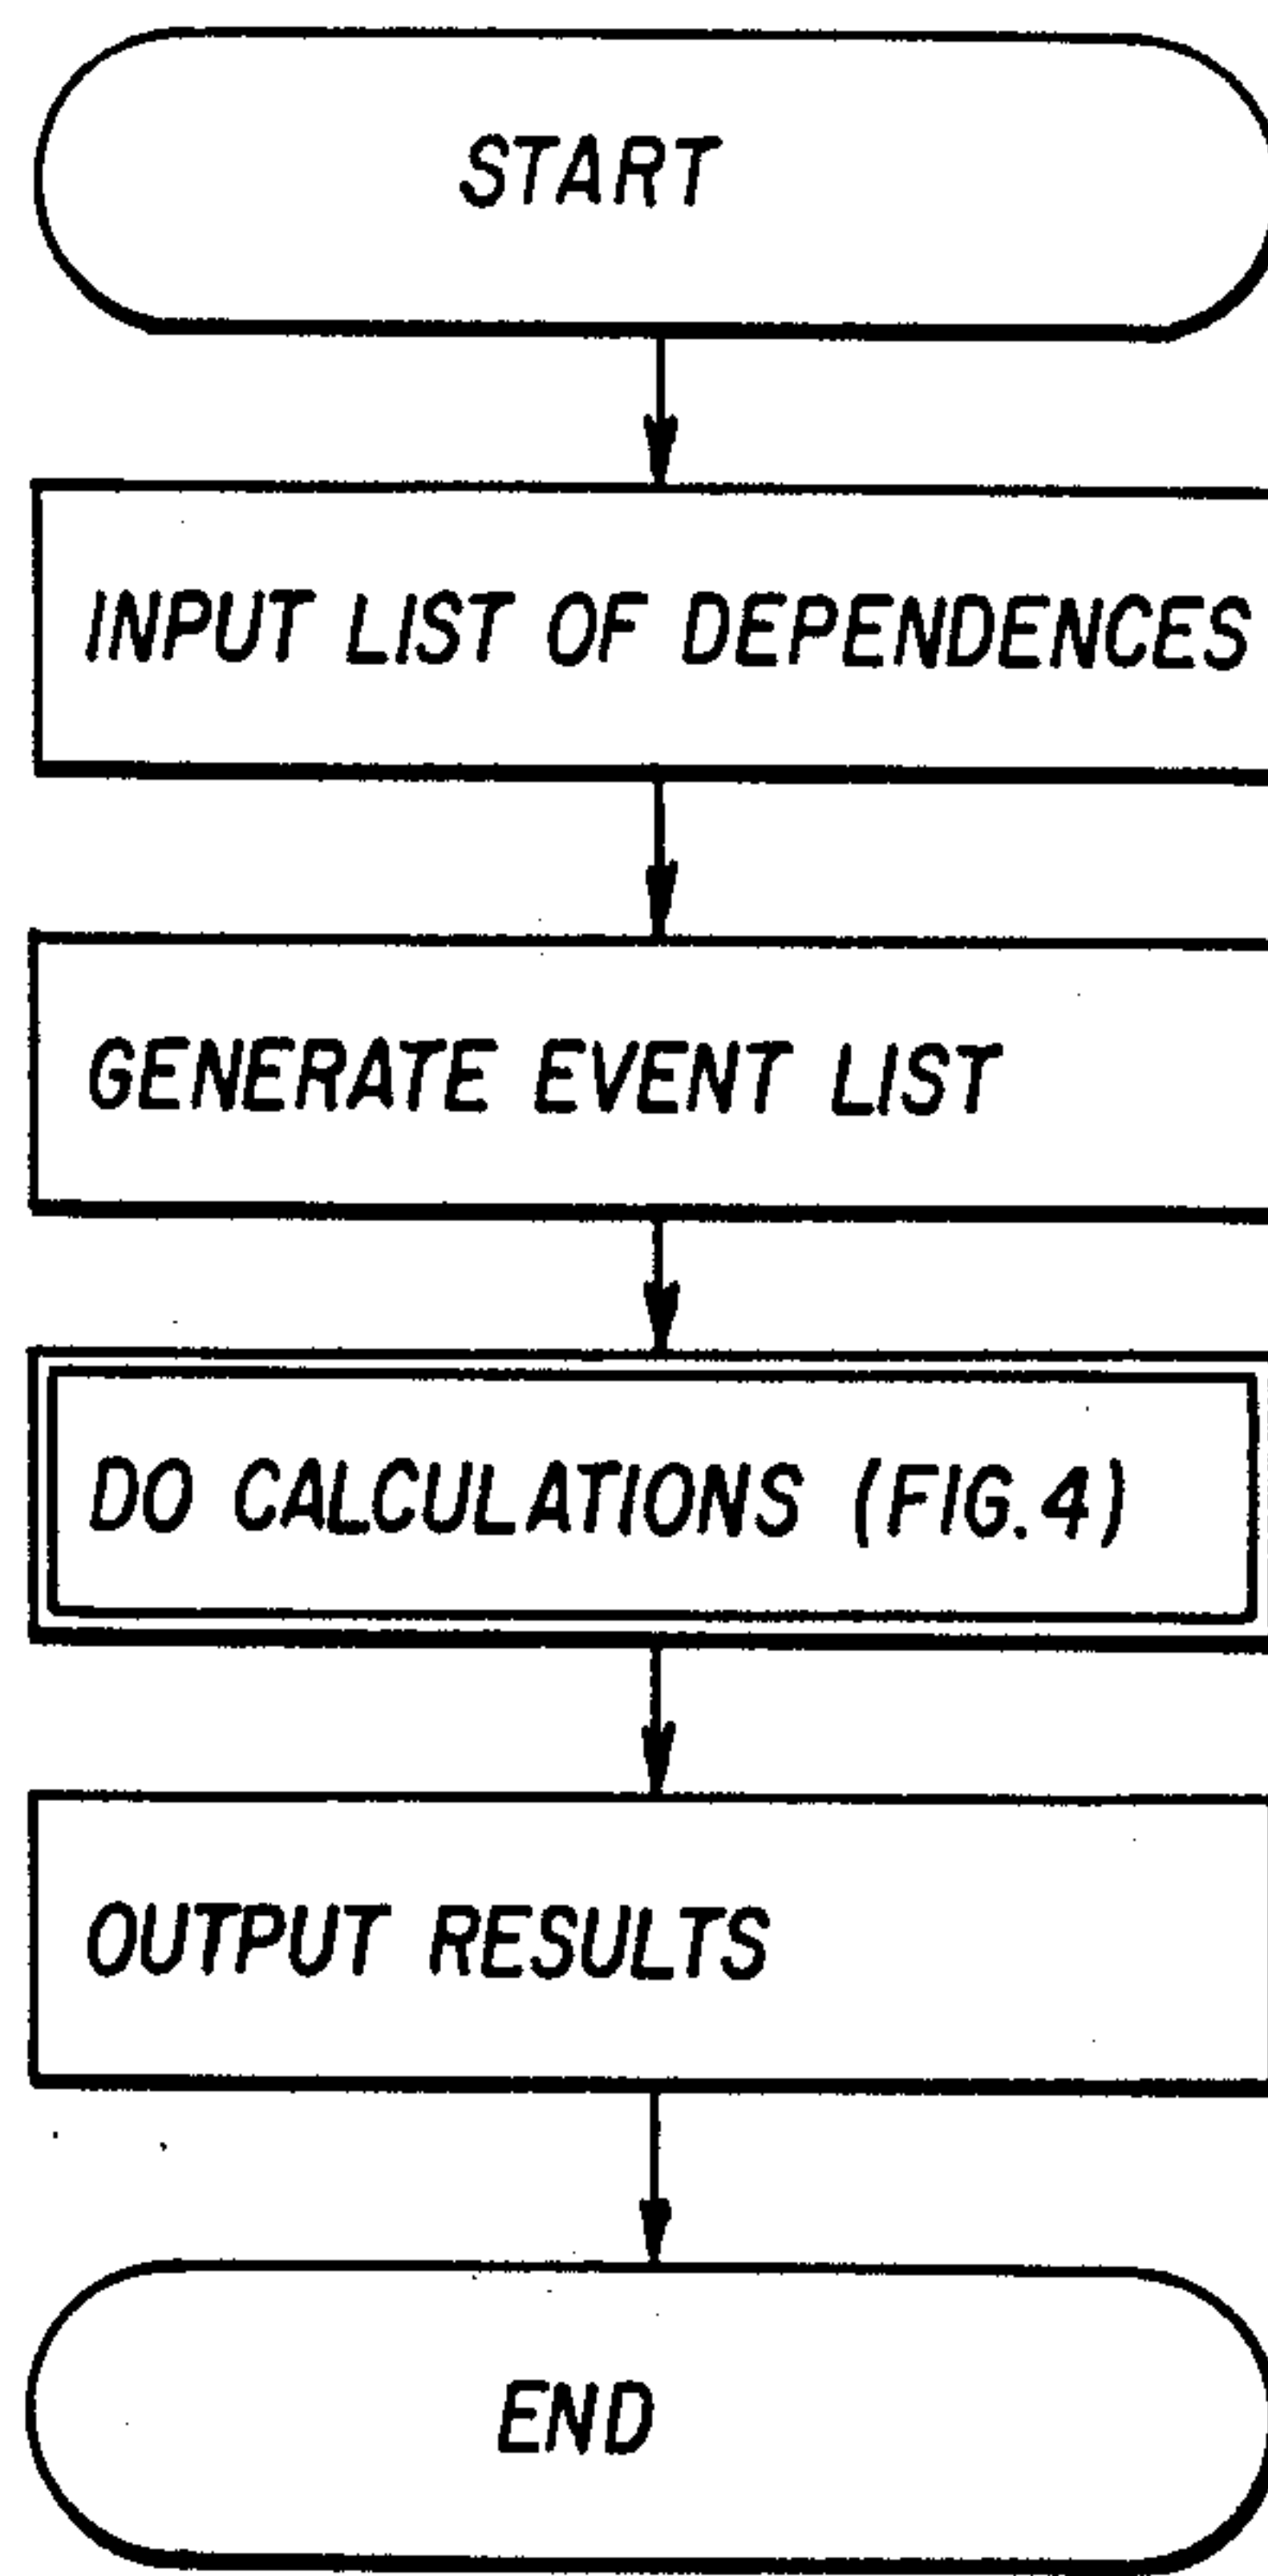 START
INPUT LIST OF DEPENDENCES
GENERATE EVENT LIST
DO CALCULATIONS (FIG.4)
OUTPUT RESULTS
END